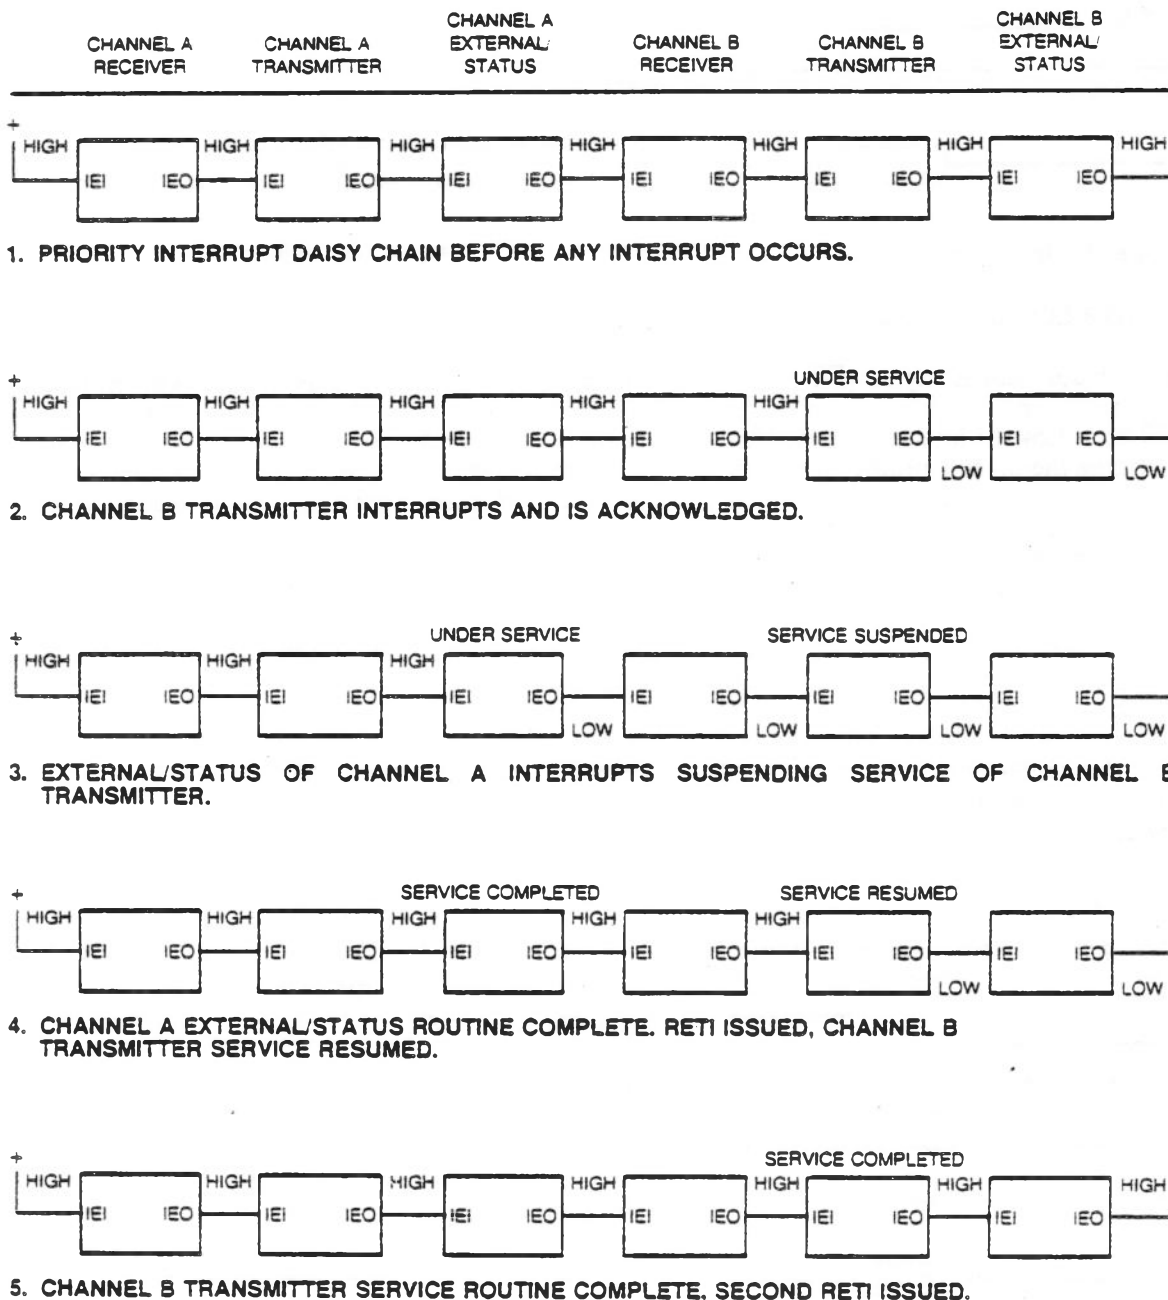 CHANNEL A RECEIVER
CHANNEL A TRANSMITTER
CHANNEL A EXTERNAL/ STATUS
CHANNEL B RECEIVER
CHANNEL B TRANSMITTER
CHANNEL B EXTERNAL/ STATUS
+
HIGH HIGH HIGH HIGH HIGH HIGH HIGH
IEI IEO IEI IEO IEI IEO IEI IEO IEI IEO IEI IEO
1. PRIORITY INTERRUPT DAISY CHAIN BEFORE ANY INTERRUPT OCCURS.
UNDER SERVICE
+
HIGH HIGH HIGH HIGH HIGH
IEI IEO IEI IEO IEI IEO IEI IEO IEI IEO IEI IEO
LOW LOW
2. CHANNEL B TRANSMITTER INTERRUPTS AND IS ACKNOWLEDGED.
UNDER SERVICE SERVICE SUSPENDED
+
HIGH HIGH HIGH
IEI IEO IEI IEO IEI IEO IEI IEO IEI IEO IEI IEO
LOW LOW LOW LOW
3. EXTERNAL/STATUS OF CHANNEL A INTERRUPTS SUSPENDING SERVICE OF CHANNEL B
TRANSMITTER.
SERVICE COMPLETED SERVICE RESUMED
+
HIGH HIGH HIGH HIGH HIGH
IEI IEO IEI IEO IEI IEO IEI IEO IEI IEO IEI IEO
LOW LOW
4. CHANNEL A EXTERNAL/STATUS ROUTINE COMPLETE. RETI ISSUED, CHANNEL B
TRANSMITTER SERVICE RESUMED.
SERVICE COMPLETED
+
HIGH HIGH HIGH HIGH HIGH HIGH HIGH
IEI IEO IEI IEO IEI IEO IEI IEO IEI IEO IEI IEO
5. CHANNEL B TRANSMITTER SERVICE ROUTINE COMPLETE. SECOND RETI ISSUED.